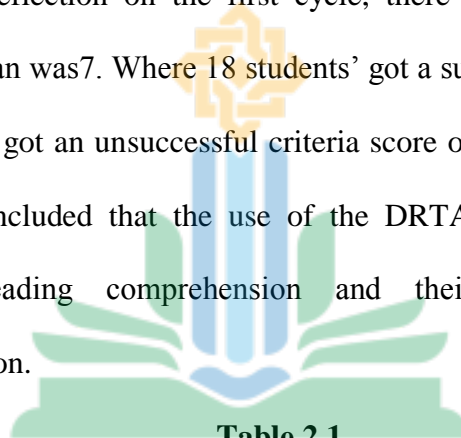 flection on the first cycle, there
an was7. Where 18 students’ got a su
got an unsuccessful criteria score o
ncluded that the use of the DRTA
eading comprehension and thei
on.
Table 2.1